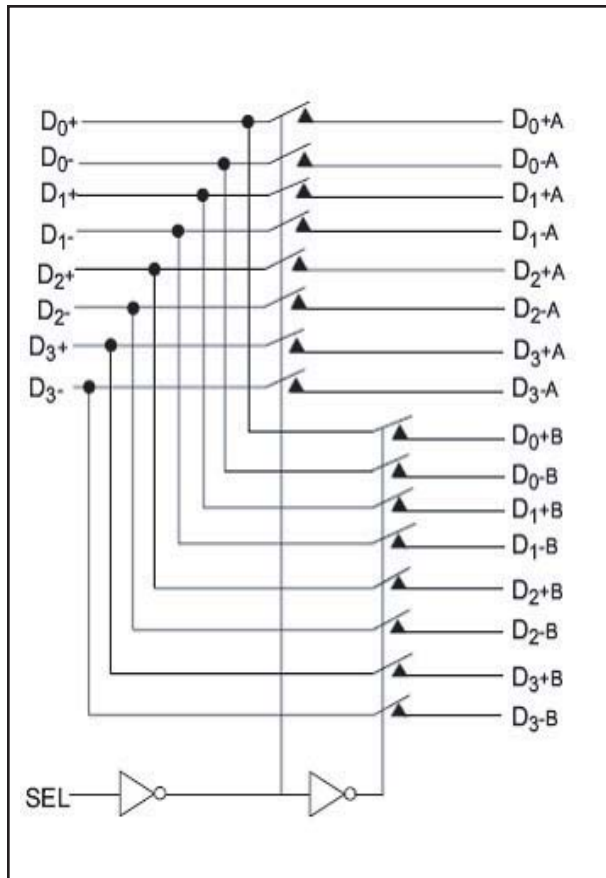 D0+ D0+A
D0- D0-A
D1+ D1+A
D1- D1-A
D2+ D2+A
D2- D2-A
D3+ D3+A
D3- D3-A
D0+B
D0-B
D1+B
D1-B
D2+B
D2-B
D3+B
D3-B
SEL